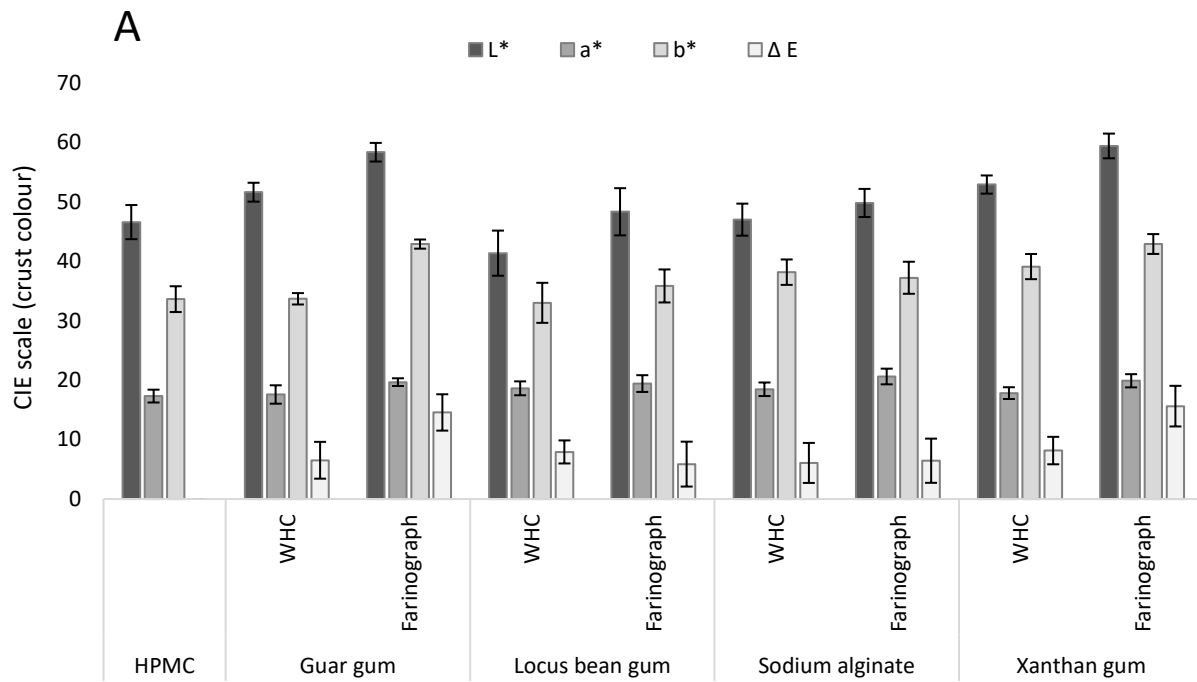 A
L* a* b* Δ E
CIE scale (crust colour)
70
60
50
40
30
20
10
0
WHC Farinograph WHC Farinograph WHC Farinograph WHC Farinograph
HPMC Guar gum Locus bean gum Sodium alginate Xanthan gum